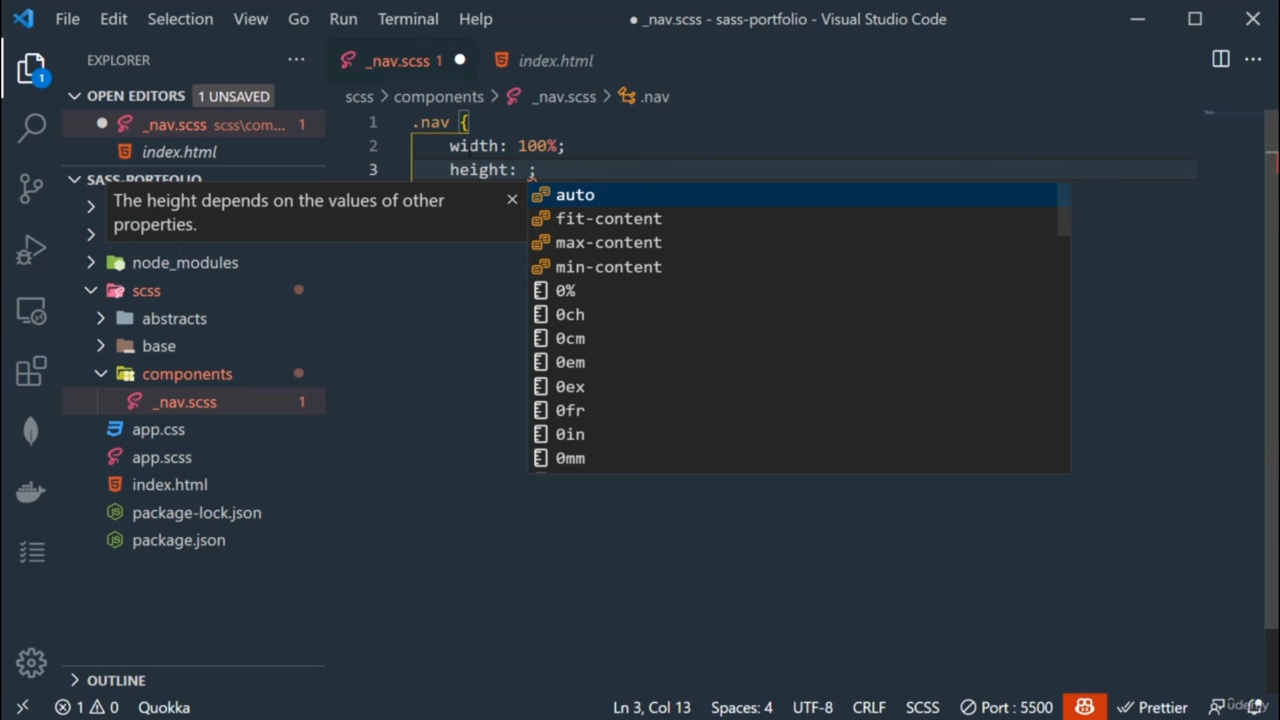 File Edit Selection View Go Run Terminal Help
● _nav.scss - sass-portfolio - Visual Studio Code
EXPLORER
_nav.scss 1
index.html
OPEN EDITORS 1 UNSAVED
scss > components > _nav.scss > .nav
_nav.scss scss\com... 1
index.html
1 .nav {
2 width: 100%;
3 height: ;
SASS-PORTFOLIO
The height depends on the values of other
properties.
auto
fit-content
max-content
min-content
0%
0ch
0cm
0em
0ex
0fr
0in
0mm
node_modules
scss
abstracts
base
components
_nav.scss 1
app.css
app.scss
index.html
package-lock.json
package.json
OUTLINE
1
1 0 Quokka
Ln 3, Col 13 Spaces: 4 UTF-8 CRLF SCSS Port : 5500 Prettier
ûdemy